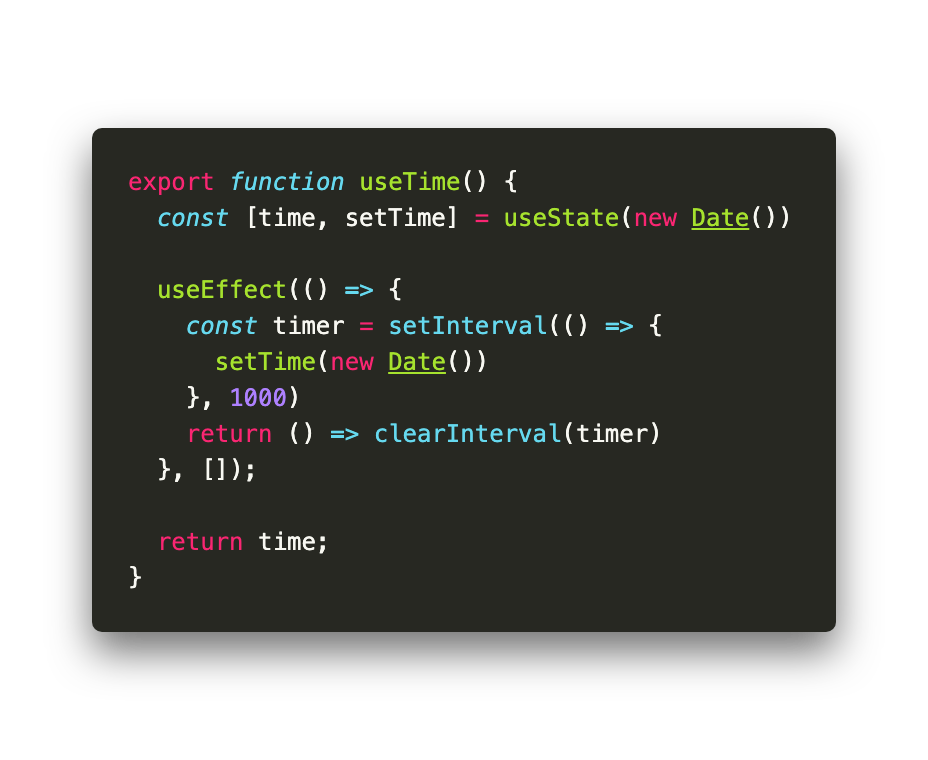 export function useTime() {
  const [time, setTime] = useState(new Date())

  useEffect(() => {
    const timer = setInterval(() => {
      setTime(new Date())
    }, 1000)
    return () => clearInterval(timer)
  }, []);

  return time;
}